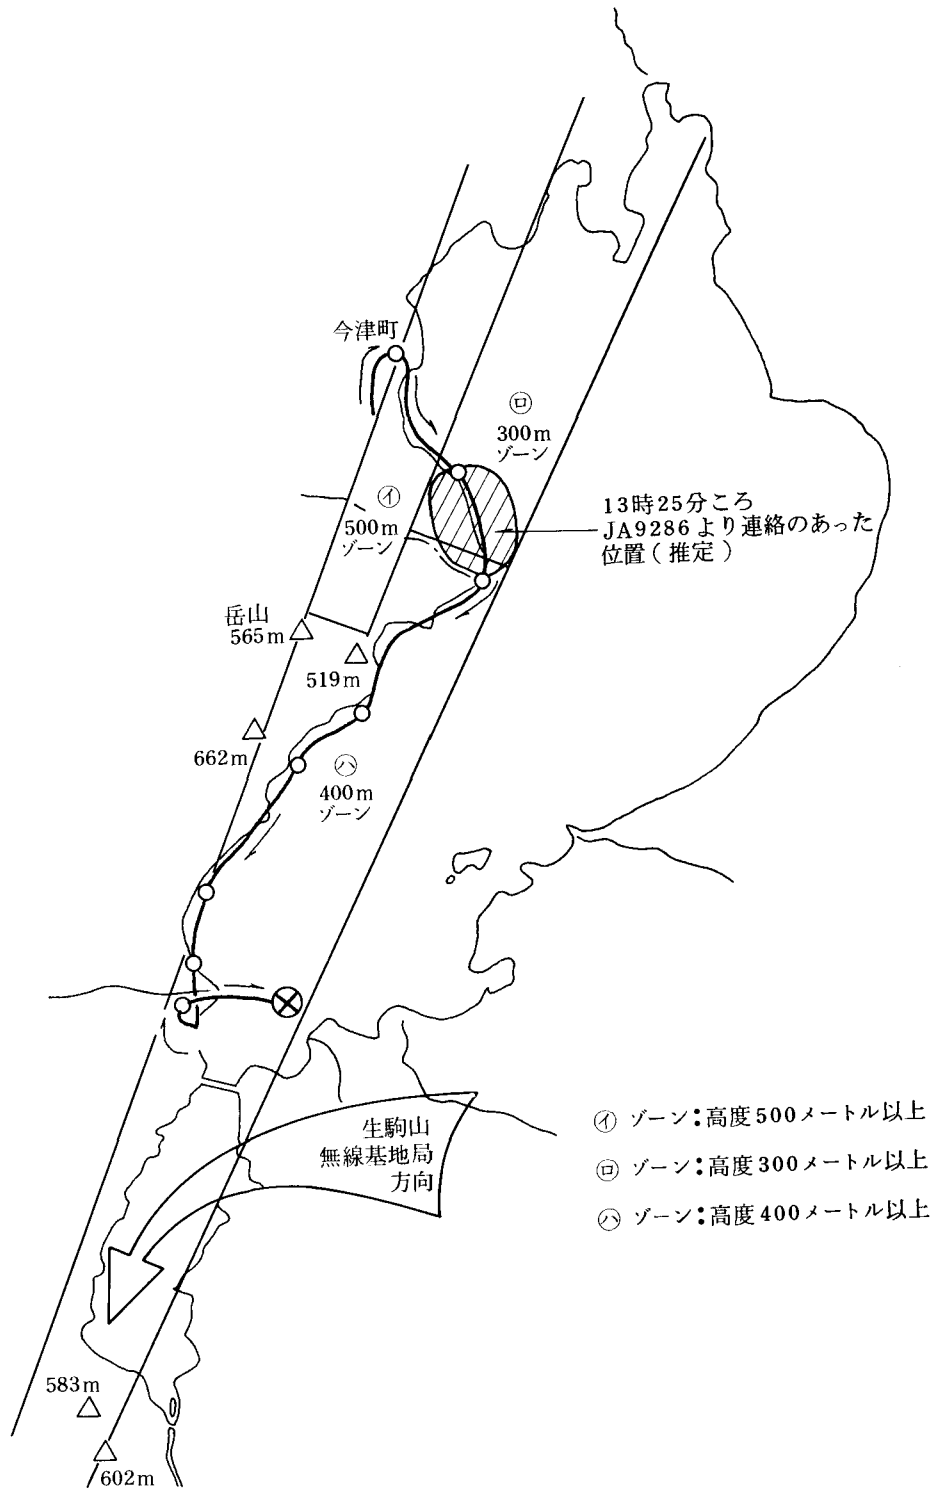 今津町
㋺
300m
ゾーン
㋑
500m
ゾーン
13時25分ころ
JA9286より連絡のあった
位置(推定)
岳山
565m
519m
662m
㋩
400m
ゾーン
生駒山
無線基地局
方向
㋑ ゾーン:高度500メートル以上
㋺ ゾーン:高度300メートル以上
㋩ ゾーン:高度400メートル以上
583m
602m